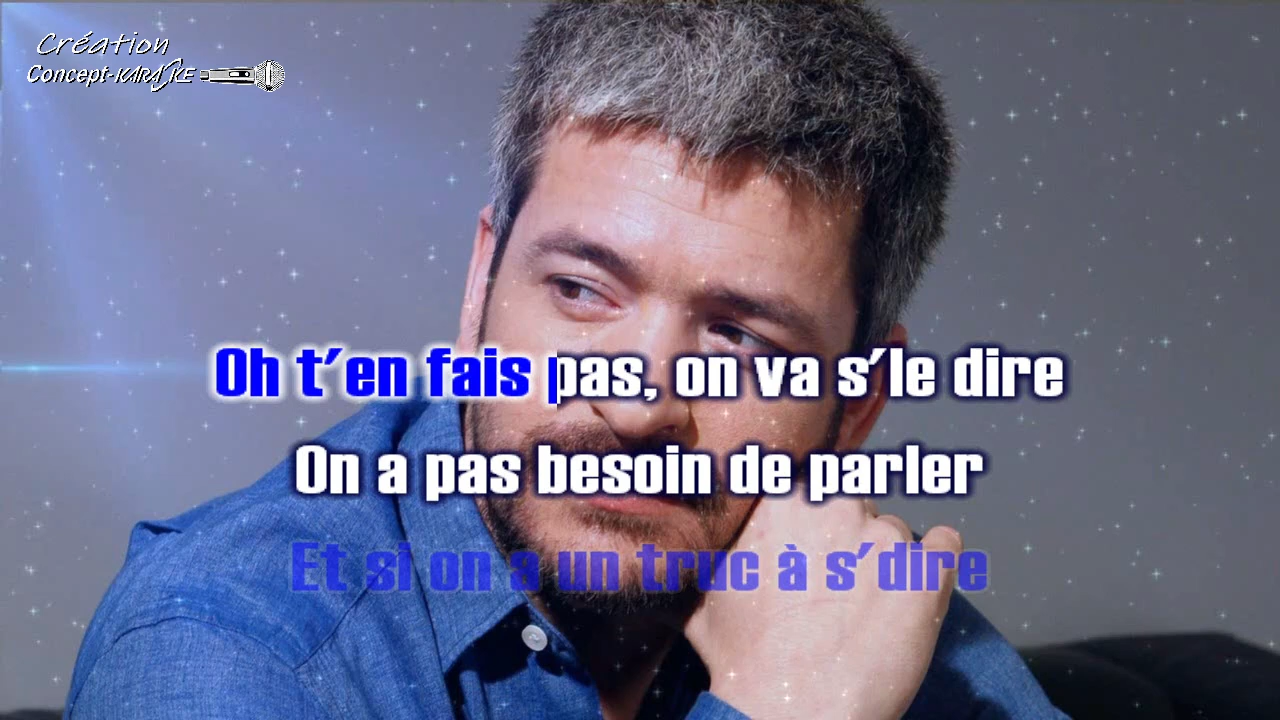 Création
Concept-KARAOKE
Oh t'en fais pas, on va s'le dire
On a pas besoin de parler
Et si on a un truc à s'dire